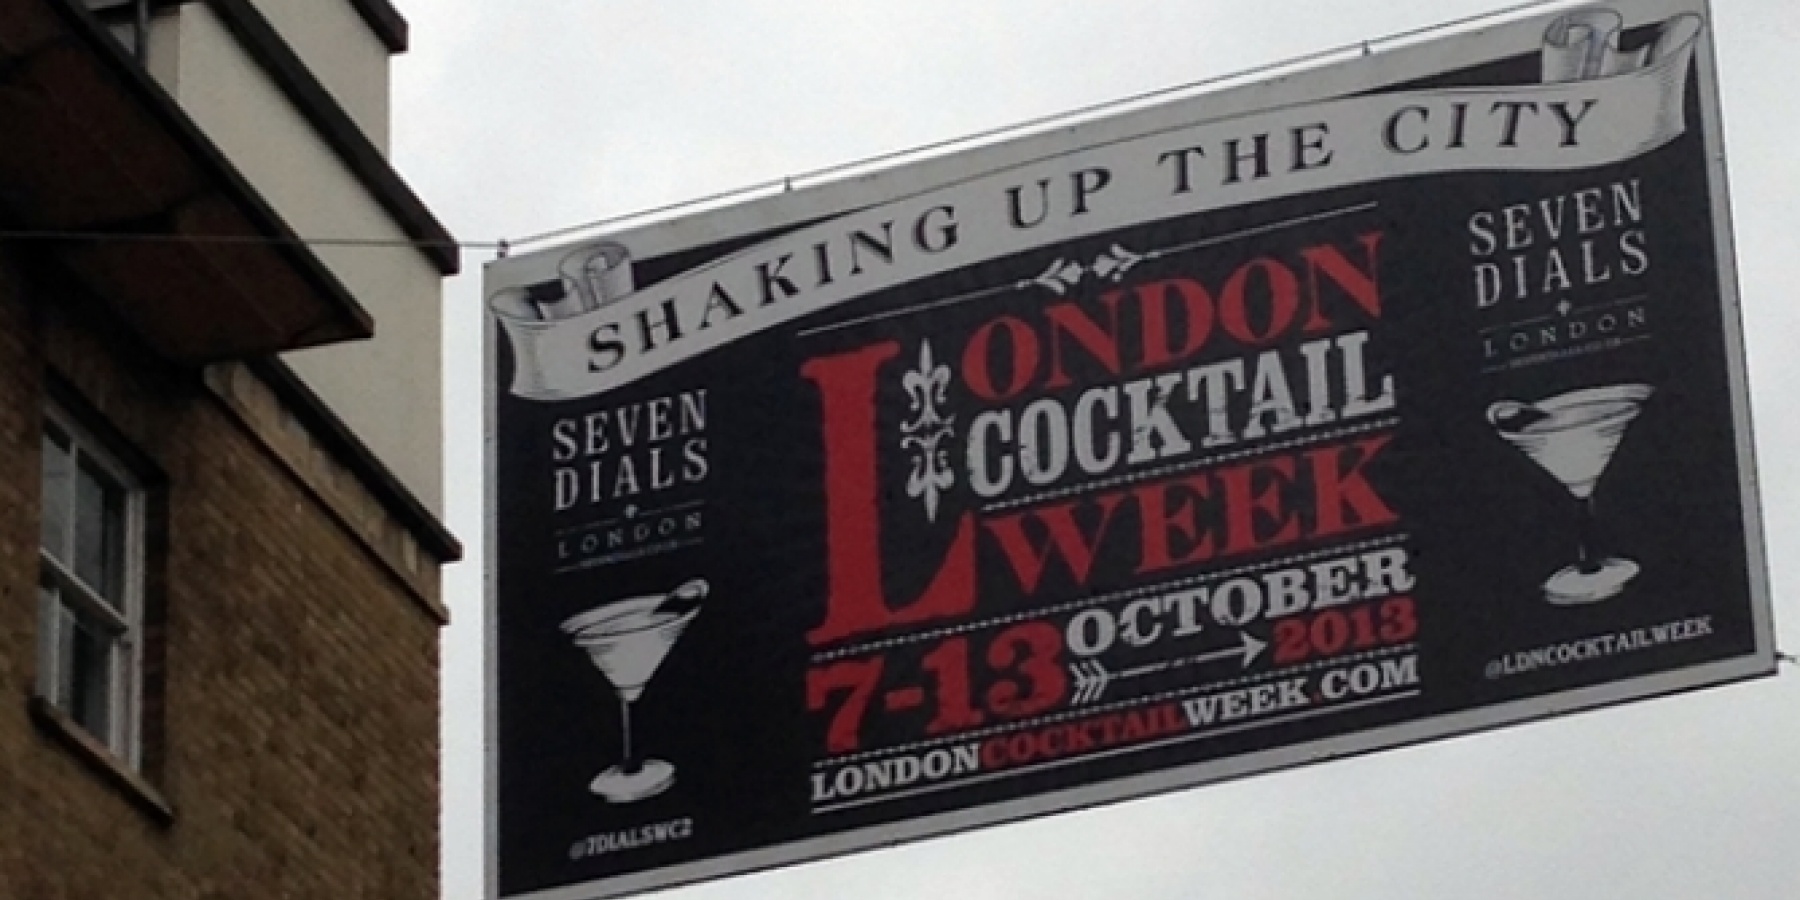 SHAKING UP THE CITY
SEVEN
DIALS
LONDON
@7DIALSWC2
LONDON
COCKTAIL
WEEK
7-13 OCTOBER
2013
LONDONCOCKTAILWEEK.COM
SEVEN
DIALS
LONDON
@LDNCOCKTAILWEEK